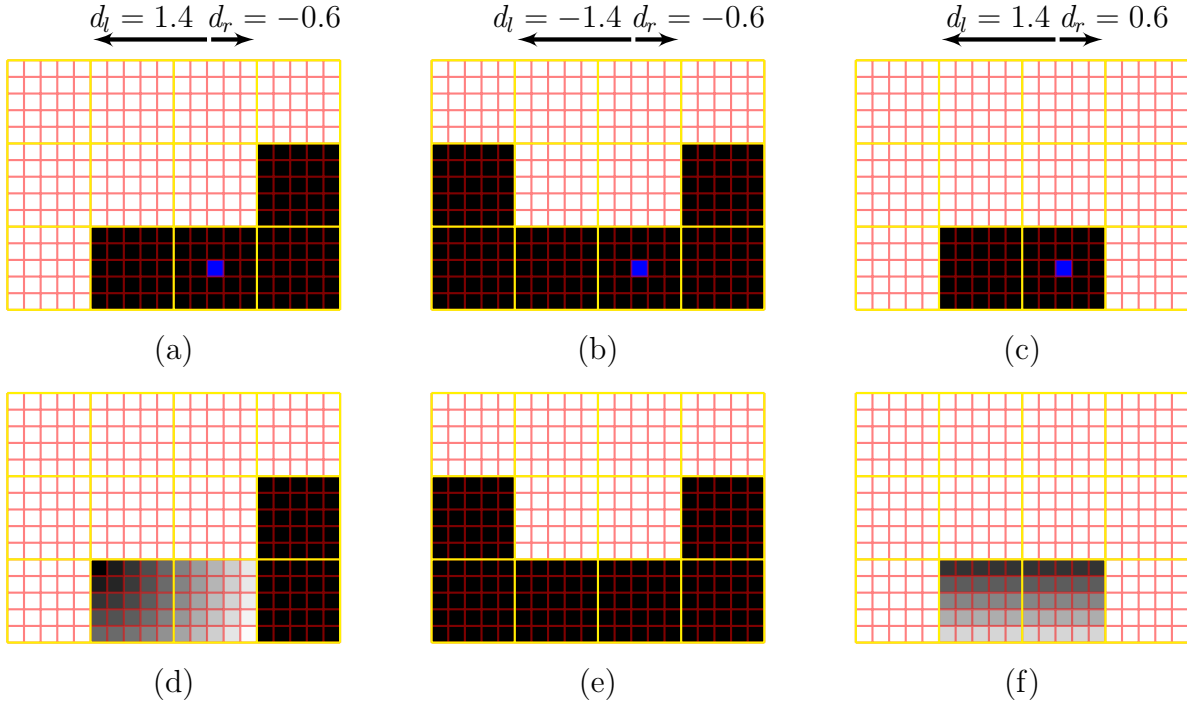 d_l = 1.4 d_r = −0.6
d_l = −1.4 d_r = −0.6
d_l = 1.4 d_r = 0.6
(a)
(b)
(c)
(d)
(e)
(f)